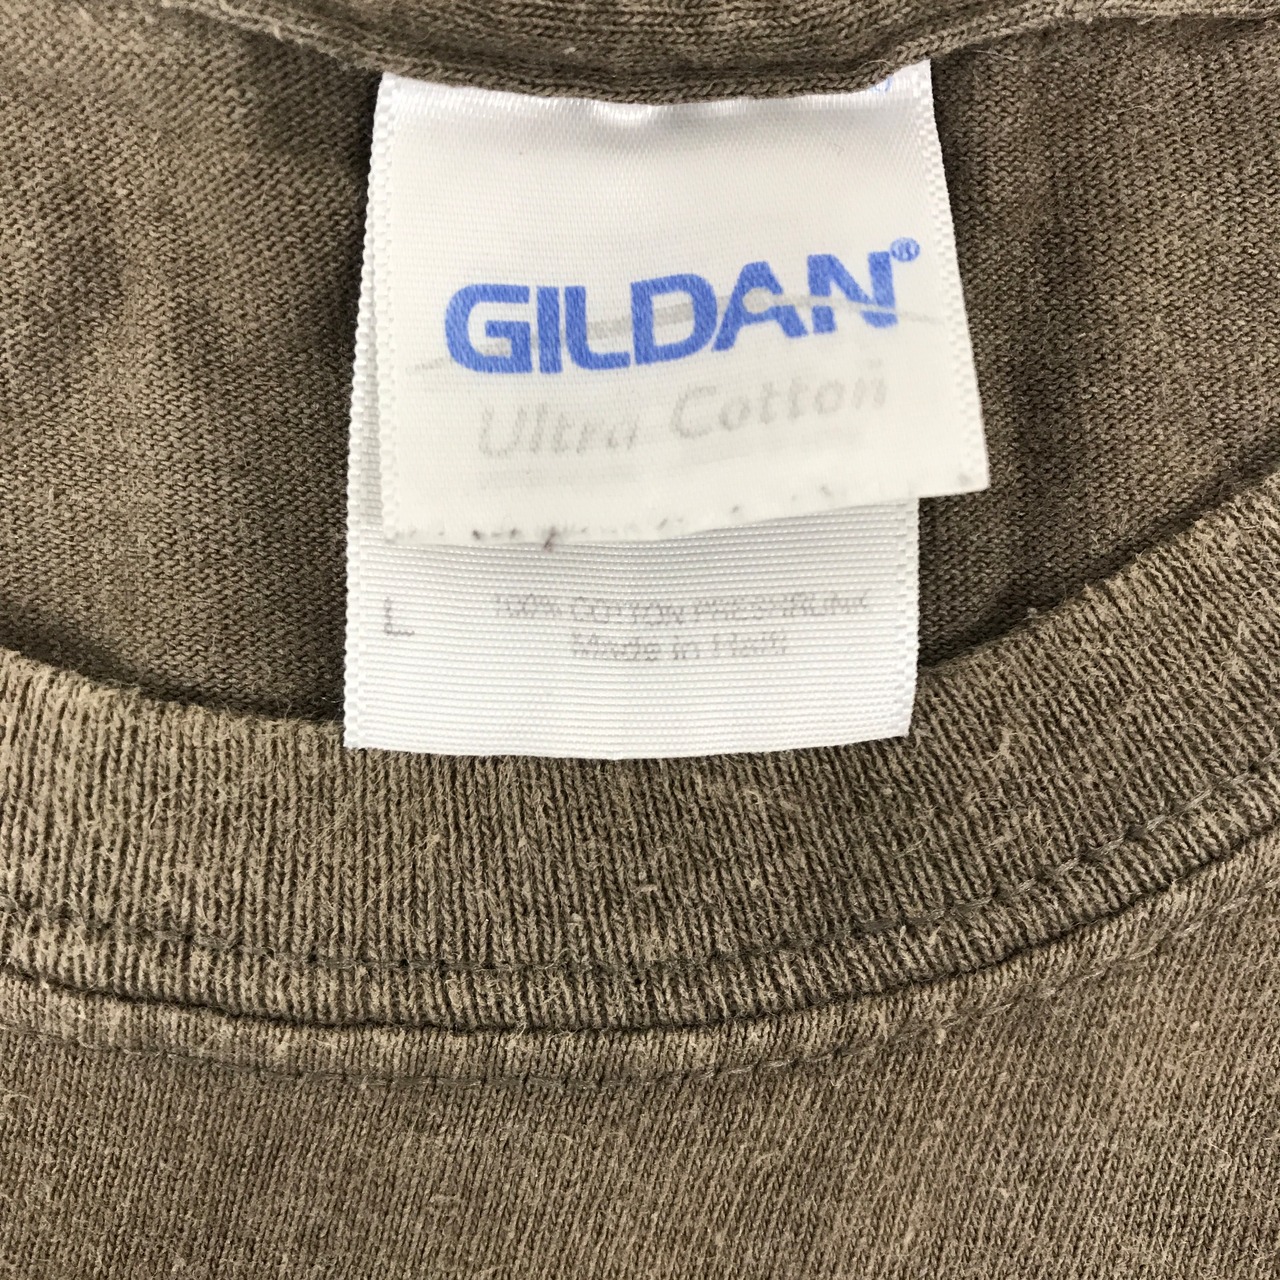 GILDAN®
Ultra Cotton
L
100% COTTON PRESHRUNK
Made in Haiti